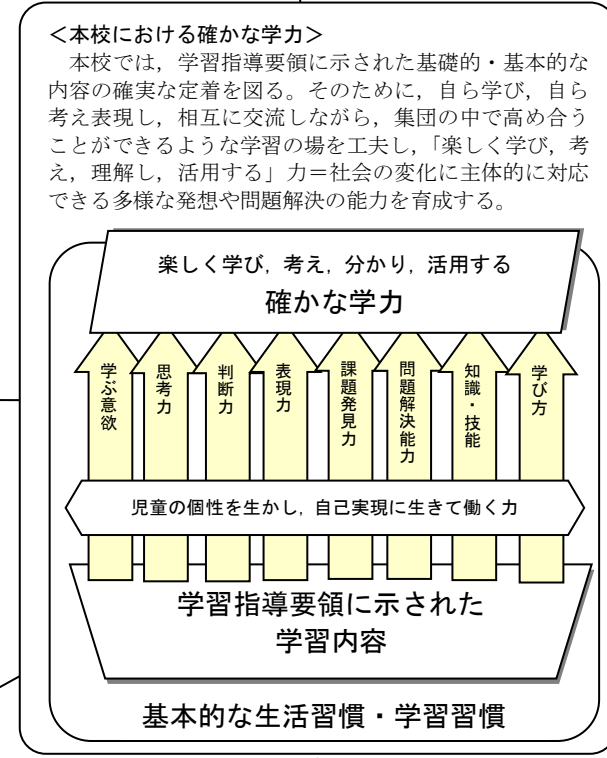 ＜本校における確かな学力＞
　本校では，学習指導要領に示された基礎的・基本的な
内容の確実な定着を図る。そのために，自ら学び，自ら
考え表現し，相互に交流しながら，集団の中で高め合う
ことができるような学習の場を工夫し，「楽しく学び，考
え，理解し，活用する」力＝社会の変化に主体的に対応
できる多様な発想や問題解決の能力を育成する。
楽しく学び，考え，分かり，活用する
確かな学力
学ぶ意欲
思考力
判断力
表現力
課題発見力
問題解決能力
知識・技能
学び方
児童の個性を生かし，自己実現に生きて働く力
学習指導要領に示された
学習内容
基本的な生活習慣・学習習慣